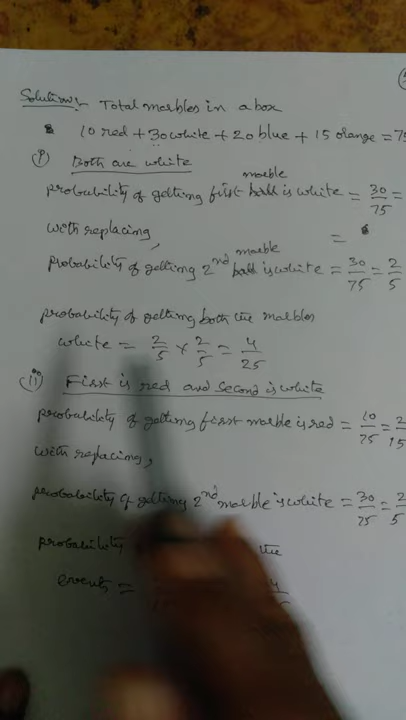 Solution:- Total marbles in a box
10 red + 30 white + 20 blue + 15 orange = 75
(i) Both are white
marble
probability of getting first ball is white = 30/75 =
with replacing, =
marble
probability of getting 2nd ball is white = 30/75 = 2/5
probability of getting both the marbles
white = 2/5 × 2/5 = 4/25
(ii) First is red and second is white
probability of getting first marble is red = 10/75 = 2/15
with replacing,
probability of getting 2nd marble is white = 30/75 = 2/5
probability the
events = 4